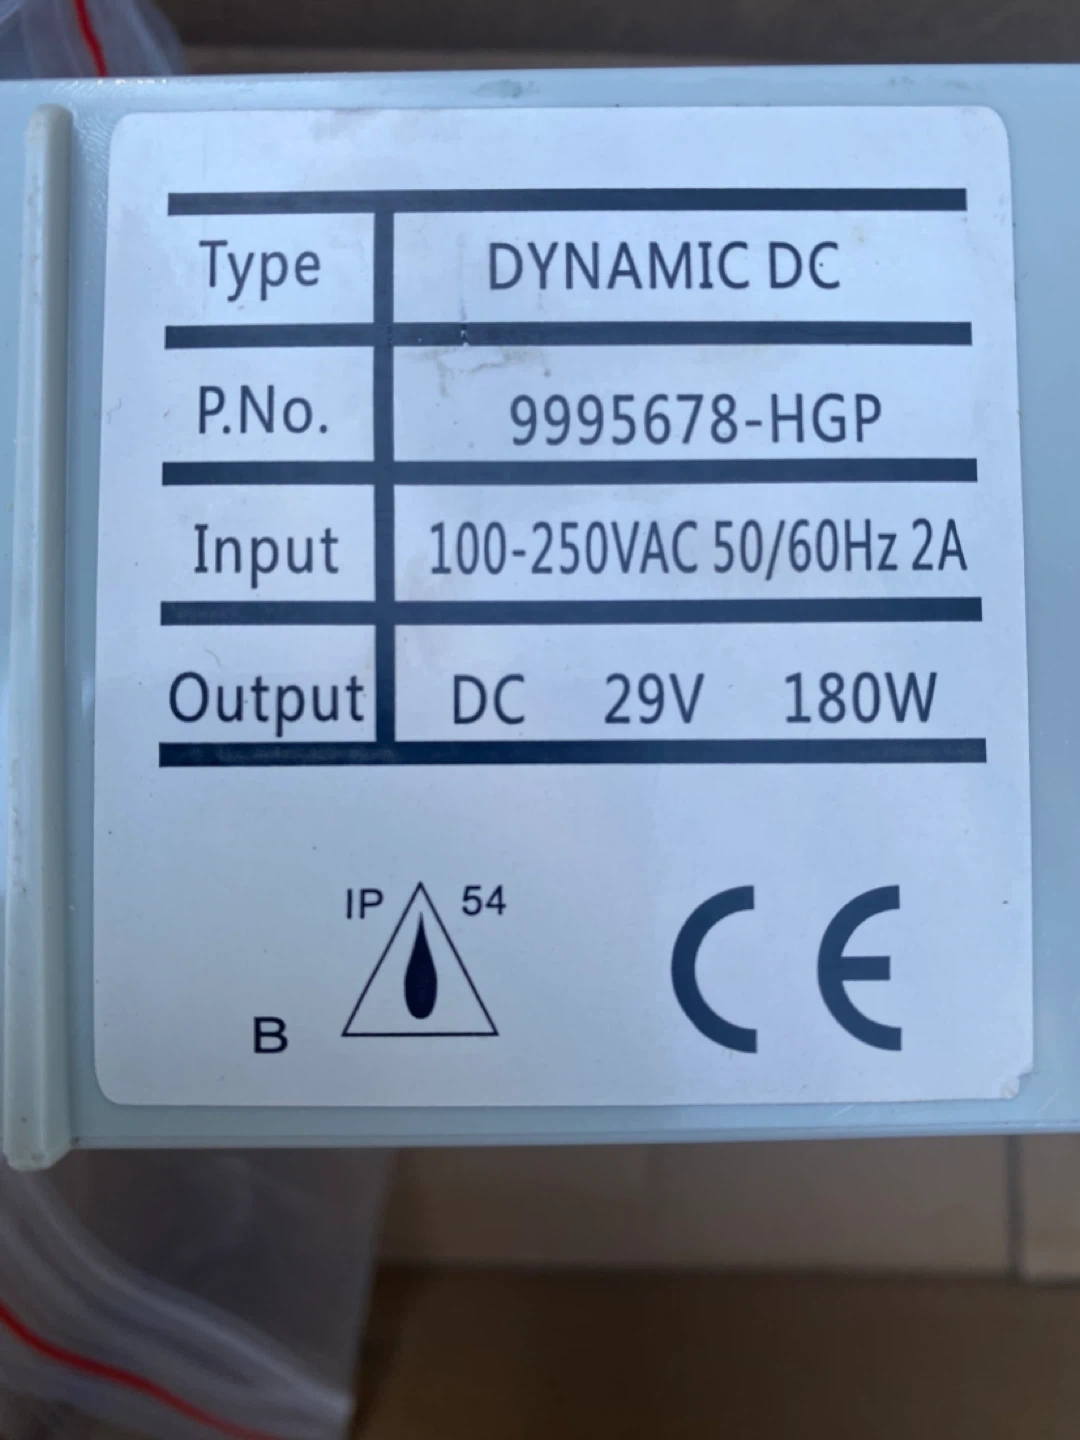 Type DYNAMIC DC
P.No. 9995678-HGP
Input 100-250VAC 50/60Hz 2A
Output DC 29V 180W
IP 54
B
CE